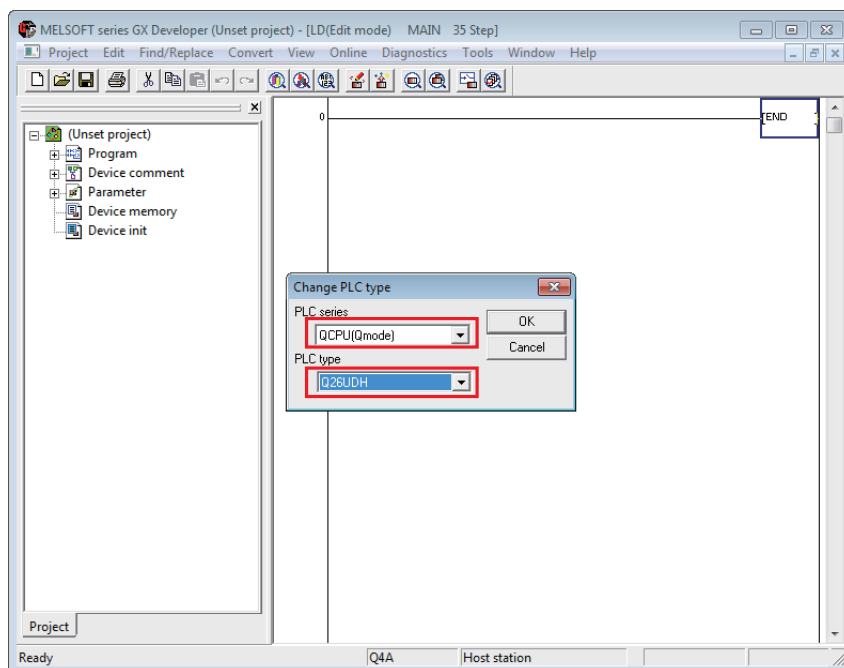 MELSOFT series GX Developer (Unset project) - [LD(Edit mode) MAIN 35 Step]
Project Edit Find/Replace Convert View Online Diagnostics Tools Window Help
(Unset project)
Program
Device comment
Parameter
Device memory
Device init
0
[END ]
Change PLC type
PLC series
QCPU(Qmode)
PLC type
Q26UDH
OK
Cancel
Project
Ready Q4A Host station